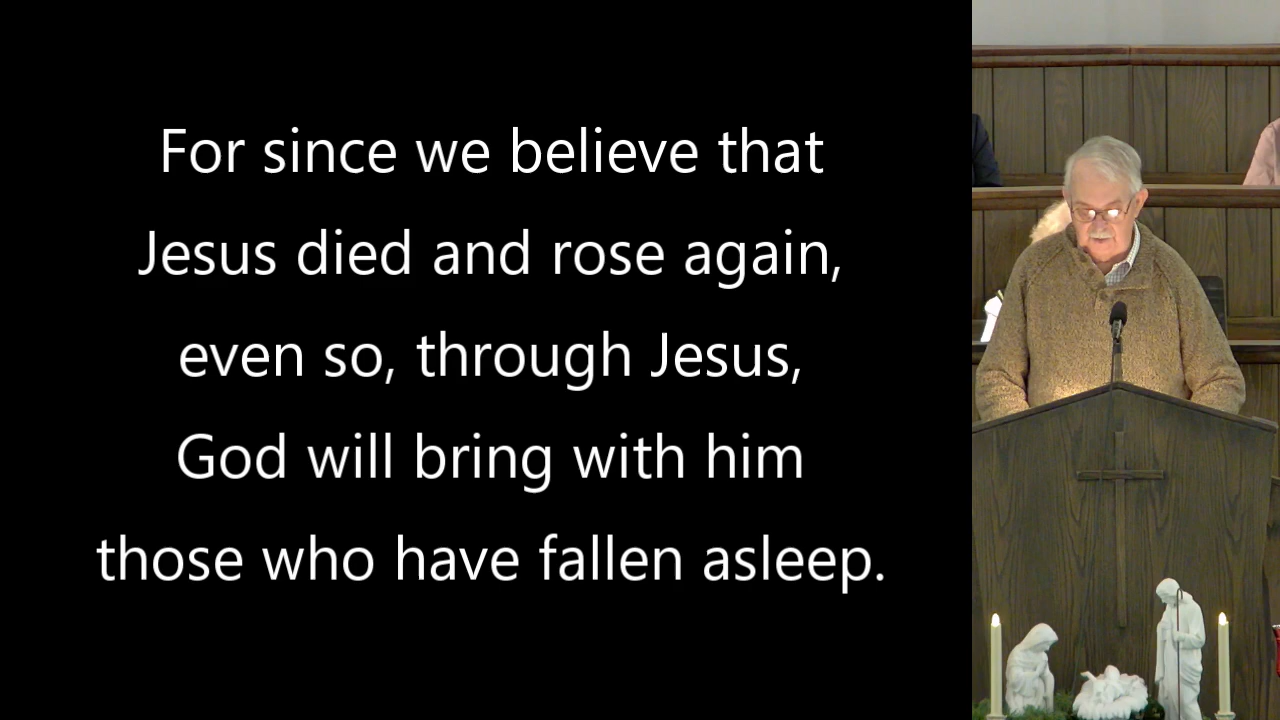 For since we believe that
Jesus died and rose again,
even so, through Jesus,
God will bring with him
those who have fallen asleep.